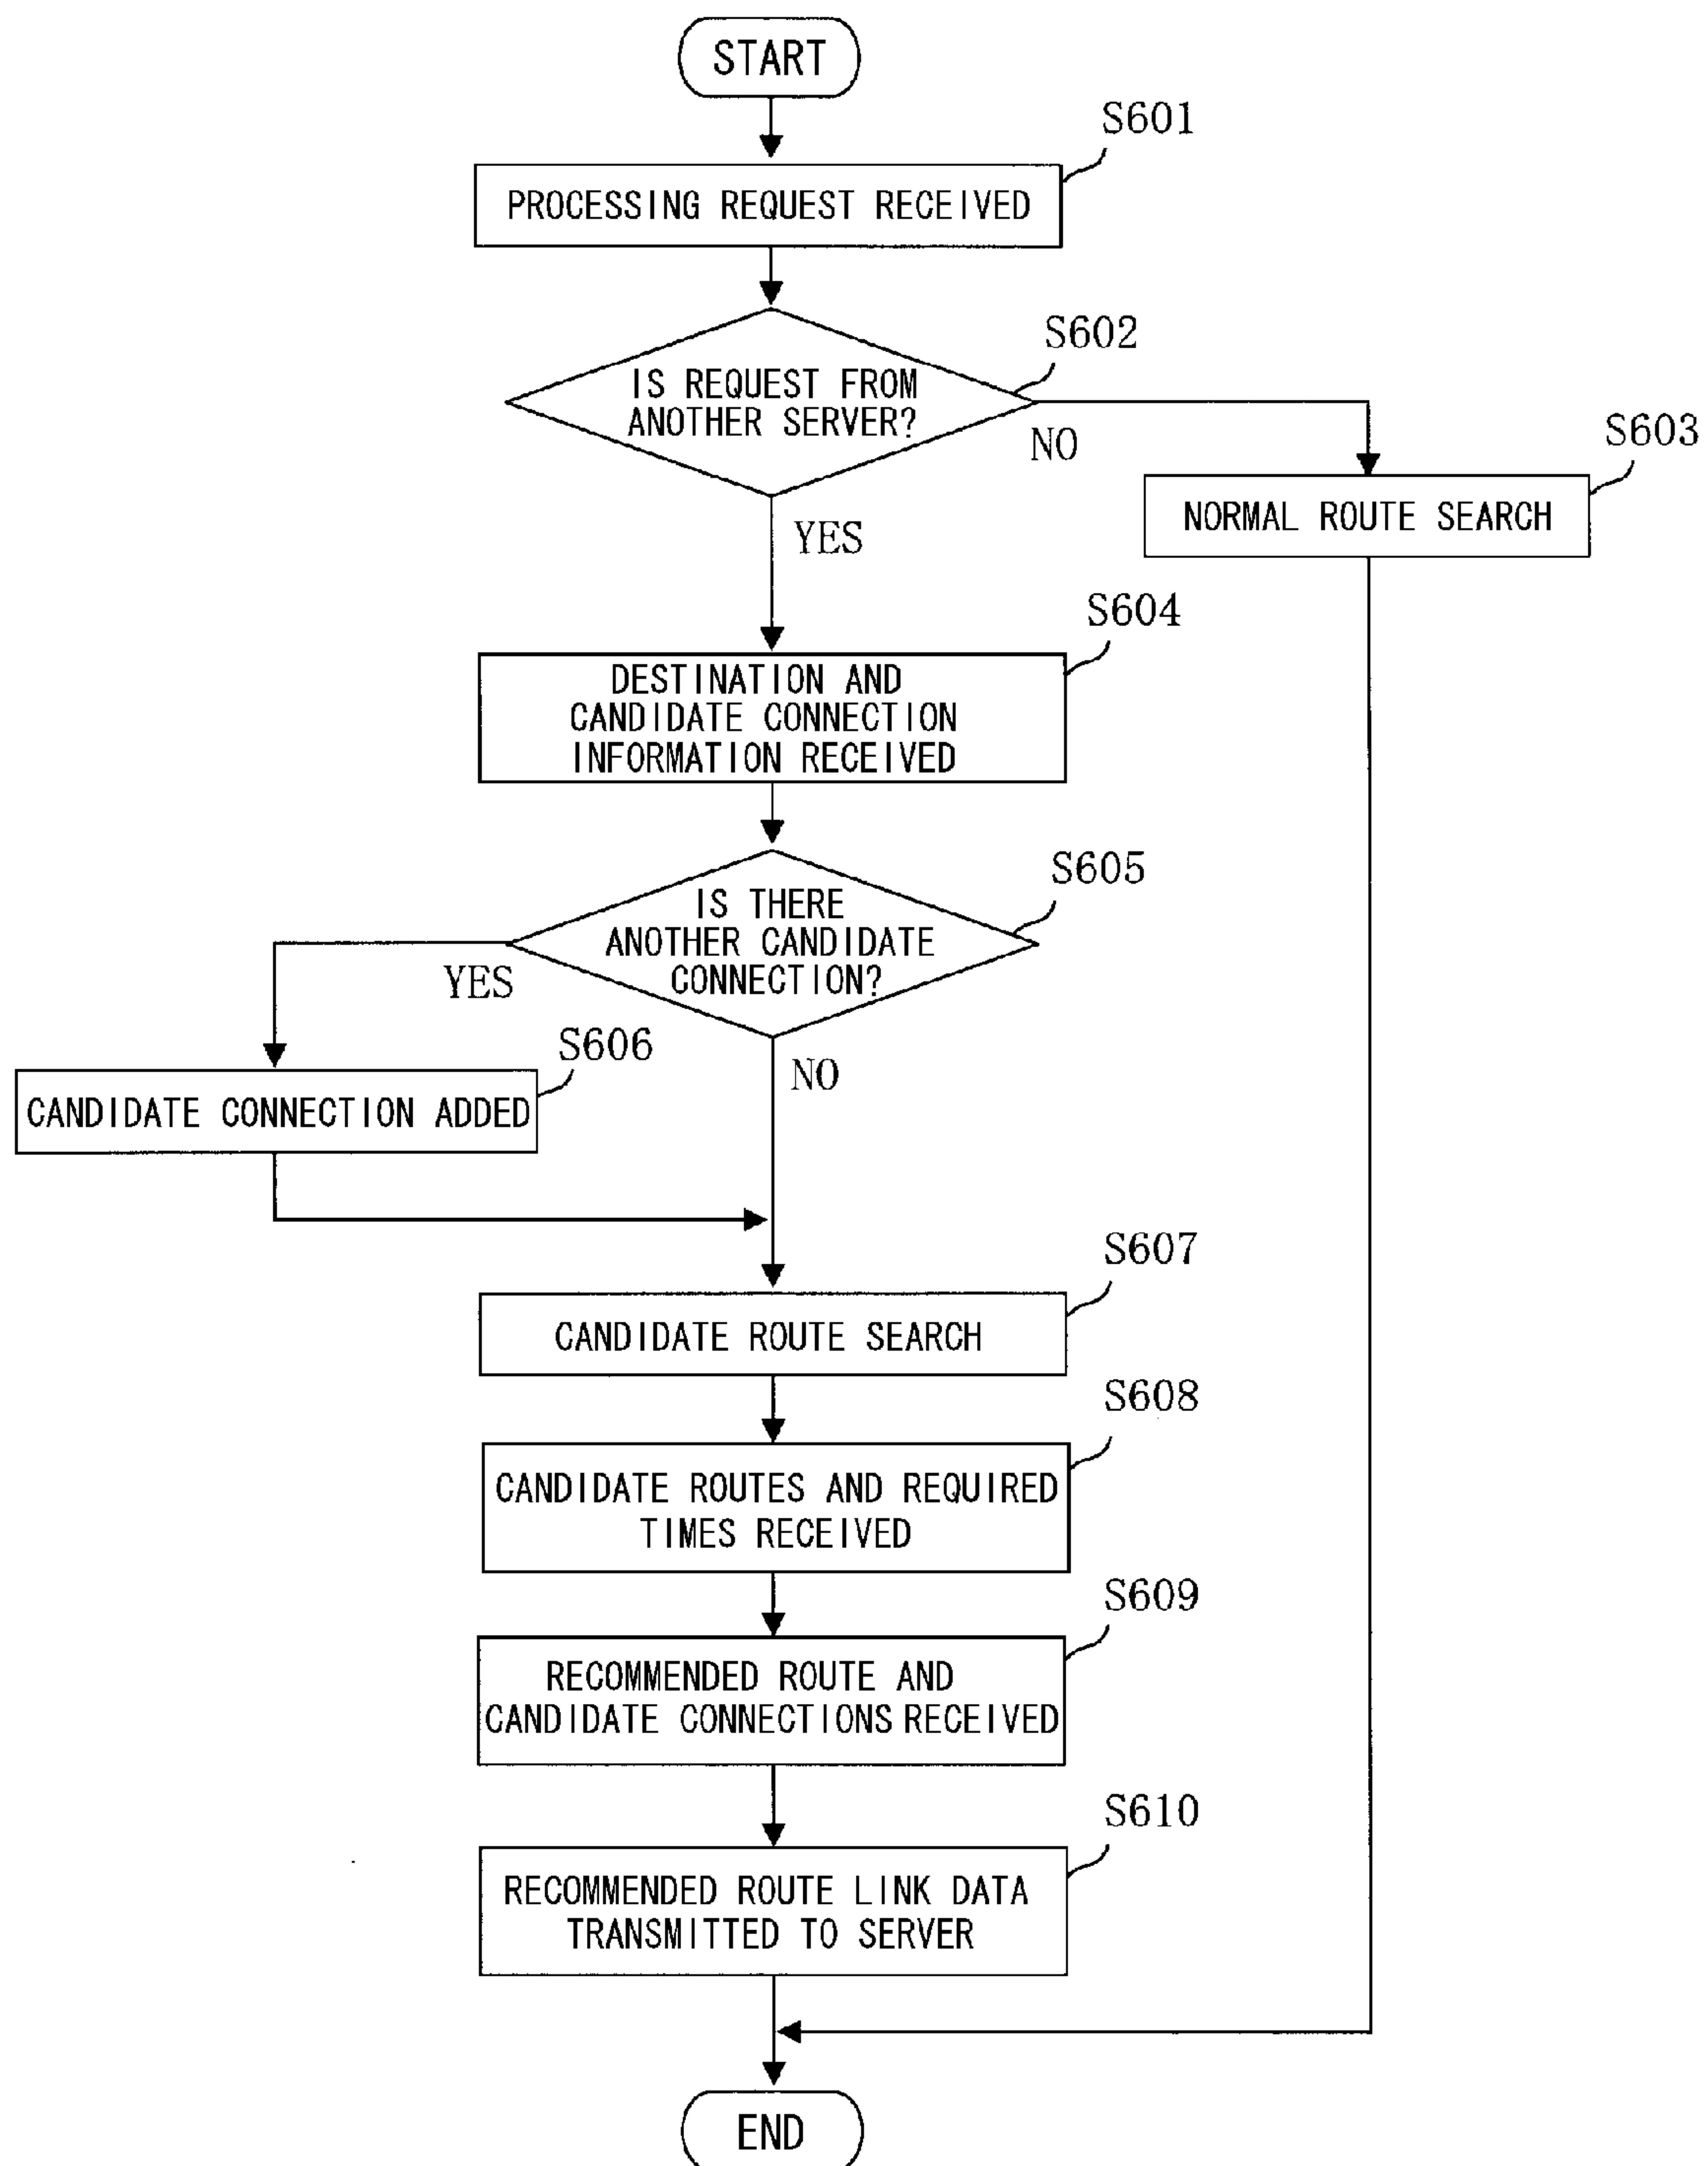 START
S601
PROCESSING REQUEST RECEIVED
S602
IS REQUEST FROM
ANOTHER SERVER?
NO
S603
NORMAL ROUTE SEARCH
YES
S604
DESTINATION AND
CANDIDATE CONNECTION
INFORMATION RECEIVED
S605
IS THERE
ANOTHER CANDIDATE
CONNECTION?
YES
S606
CANDIDATE CONNECTION ADDED
NO
S607
CANDIDATE ROUTE SEARCH
S608
CANDIDATE ROUTES AND REQUIRED
TIMES RECEIVED
S609
RECOMMENDED ROUTE AND
CANDIDATE CONNECTIONS RECEIVED
S610
RECOMMENDED ROUTE LINK DATA
TRANSMITTED TO SERVER
END